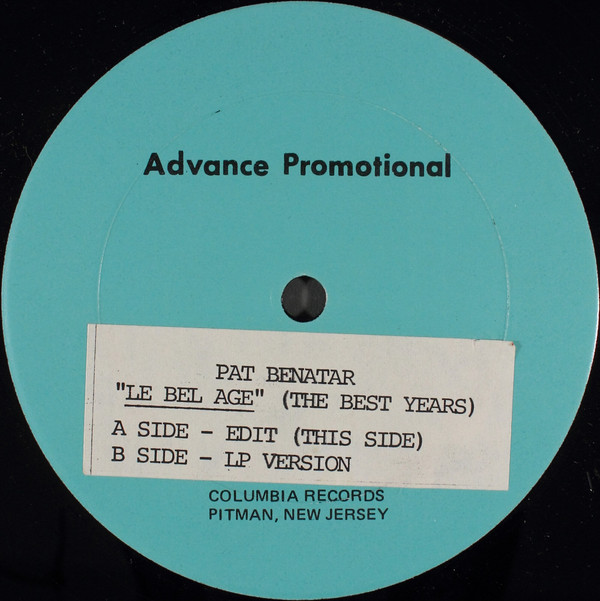 Advance Promotional
PAT BENATAR
"LE BEL AGE" (THE BEST YEARS)
A SIDE - EDIT (THIS SIDE)
B SIDE - LP VERSION
COLUMBIA RECORDS
PITMAN, NEW JERSEY